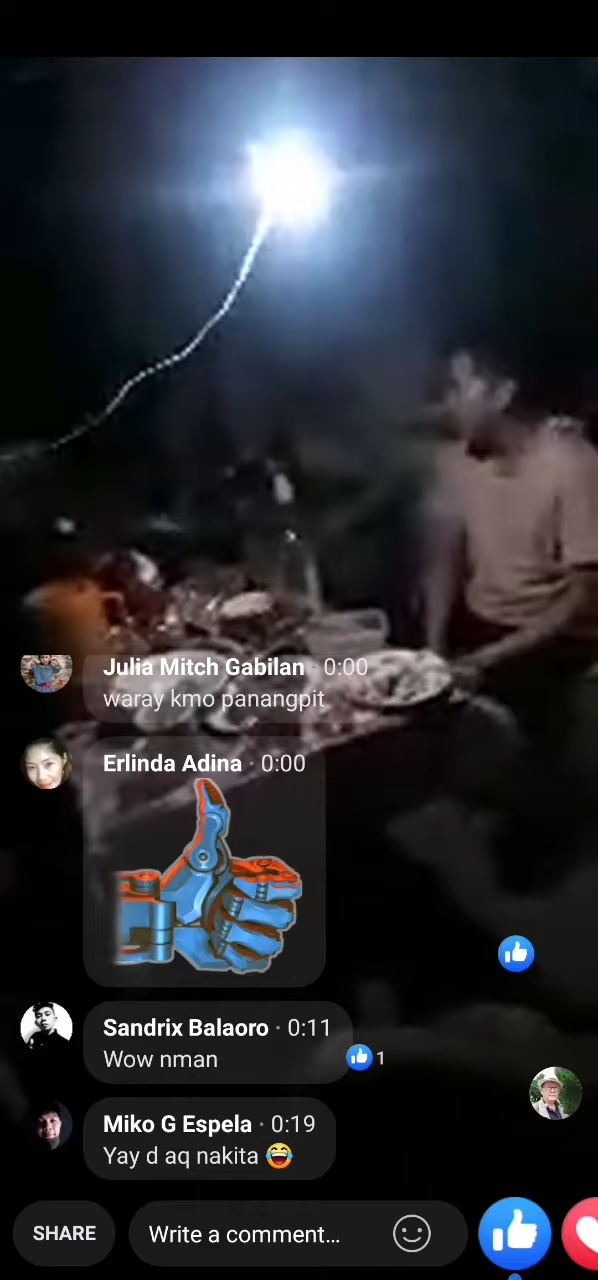 Julia Mitch Gabilan · 0:00
waray kmo panangpit
Erlinda Adina · 0:00
Sandrix Balaoro · 0:11
Wow nman
1
Miko G Espela · 0:19
Yay d aq nakita 😂
SHARE
Write a comment...